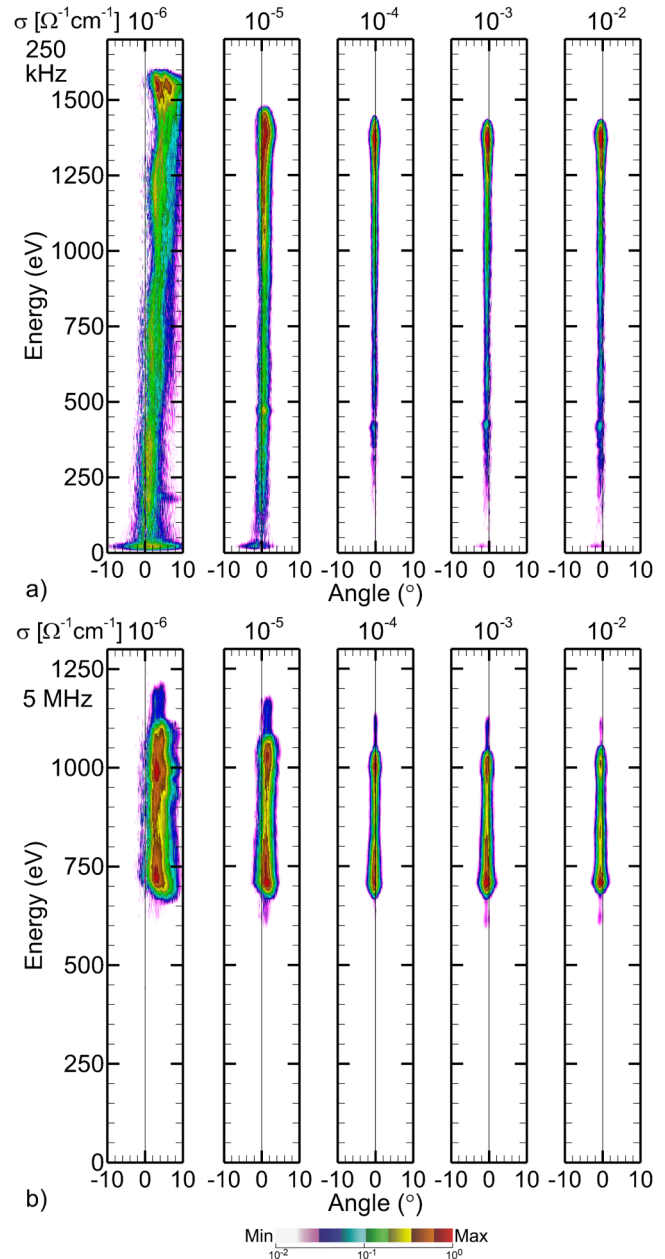 σ [Ω⁻¹cm⁻¹] 10⁻⁶ 10⁻⁵ 10⁻⁴ 10⁻³ 10⁻²
250
kHz
1500
1250
1000
750
500
250
0
Energy (eV)
-10 0 10 -10 0 10 -10 0 10 -10 0 10 -10 0 10
a) Angle (°)
σ [Ω⁻¹cm⁻¹] 10⁻⁶ 10⁻⁵ 10⁻⁴ 10⁻³ 10⁻²
1250
5 MHz
1000
750
500
250
0
Energy (eV)
-10 0 10 -10 0 10 -10 0 10 -10 0 10 -10 0 10
b) Angle (°)
Min Max
10⁻² 10⁻¹ 10⁰